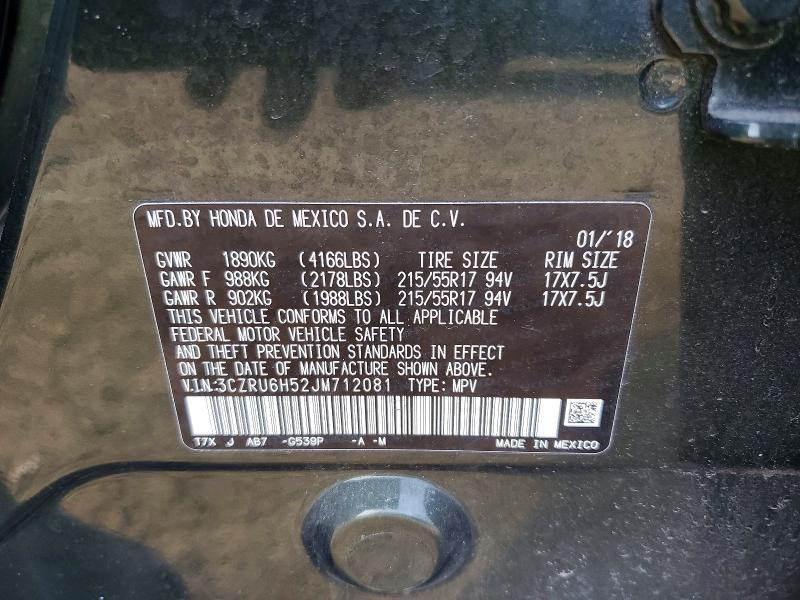 MFD.BY HONDA DE MEXICO S.A. DE C.V.
01/'18
GVWR 1890KG (4166LBS) TIRE SIZE RIM SIZE
GAWR F 988KG (2178LBS) 215/55R17 94V 17X7.5J
GAWR R 902KG (1988LBS) 215/55R17 94V 17X7.5J
THIS VEHICLE CONFORMS TO ALL APPLICABLE
FEDERAL MOTOR VEHICLE SAFETY
AND THEFT PREVENTION STANDARDS IN EFFECT
ON THE DATE OF MANUFACTURE SHOWN ABOVE.
V.I.N:3CZRU6H52JM712081 TYPE: MPV
T7X J AB7 -G539P -A -M MADE IN MEXICO